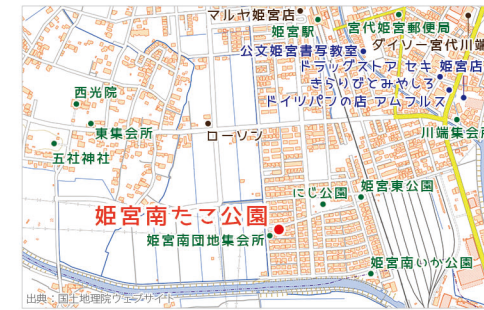 マルヤ姫宮店
姫宮駅
宮代姫宮郵便局
公文姫宮書写教室
ダイソー宮代川端
ドラッグストア セキ 姫宮店
きらりびとみやしろ
ドイツパンの店 アムフルス
西光院
東集会所
ローソン
川端集会所
五社神社
にじ公園
姫宮東公園
姫宮南たこ公園
姫宮南団地集会所
姫宮南いか公園
出典：国土地理院ウェブサイト